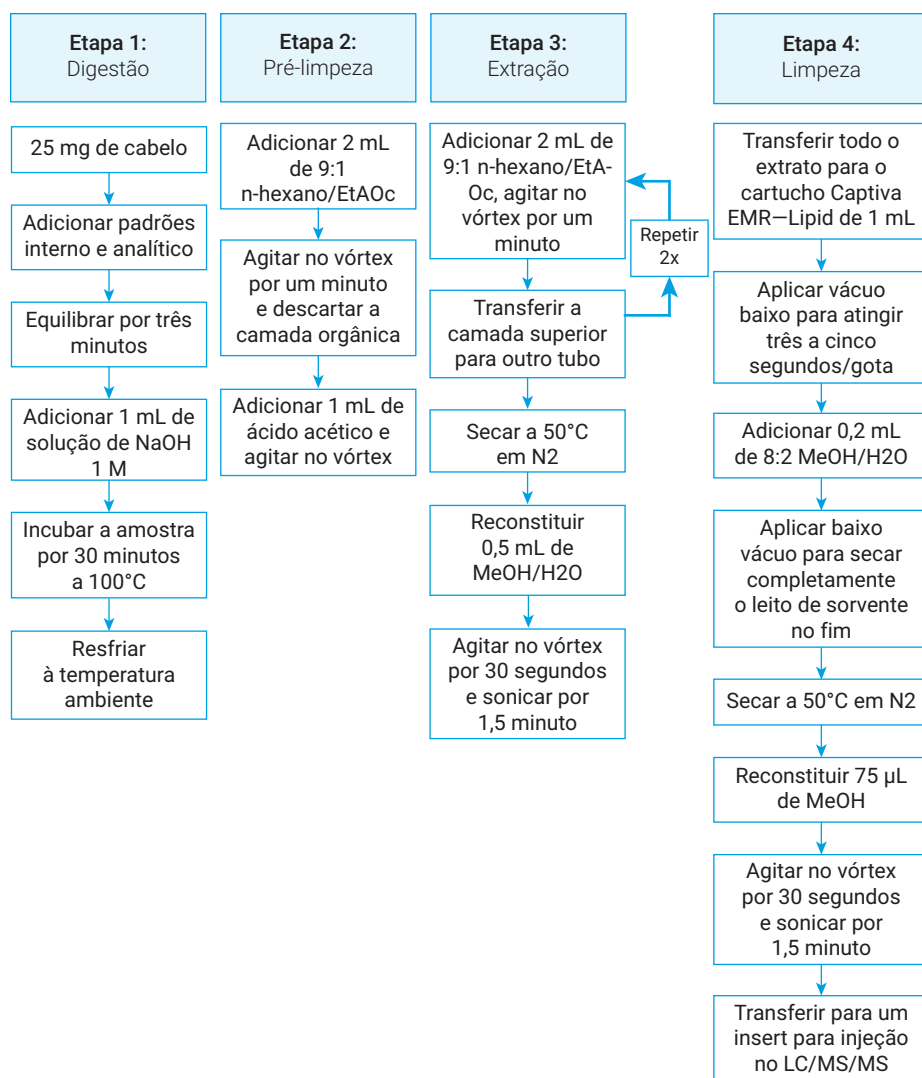 Etapa 1:
Digestão
25 mg de cabelo
Adicionar padrões
interno e analítico
Equilibrar por três
minutos
Adicionar 1 mL de
solução de NaOH
1 M
Incubar a amostra
por 30 minutos
a 100°C
Resfriar
à temperatura
ambiente
Etapa 2:
Pré-limpeza
Adicionar 2 mL
de 9:1
n-hexano/EtAOc
Agitar no vórtex
por um minuto
e descartar a
camada orgânica
Adicionar 1 mL de
ácido acético e
agitar no vórtex
Etapa 3:
Extração
Adicionar 2 mL de
9:1 n-hexano/EtA-
Oc, agitar no
vórtex por um
minuto
Repetir
2x
Transferir a
camada superior
para outro tubo
Secar a 50°C
em N2
Reconstituir
0,5 mL de
MeOH/H2O
Agitar no vórtex
por 30 segundos
e sonicar por
1,5 minuto
Etapa 4:
Limpeza
Transferir todo o
extrato para o
cartucho Captiva
EMR—Lipid de 1 mL
Aplicar vácuo
baixo para atingir
três a cinco
segundos/gota
Adicionar 0,2 mL
de 8:2 MeOH/H2O
Aplicar baixo
vácuo para secar
completamente
o leito de sorvente
no fim
Secar a 50°C em N2
Reconstituir 75 µL
de MeOH
Agitar no vórtex
por 30 segundos
e sonicar por
1,5 minuto
Transferir para um
insert para injeção
no LC/MS/MS